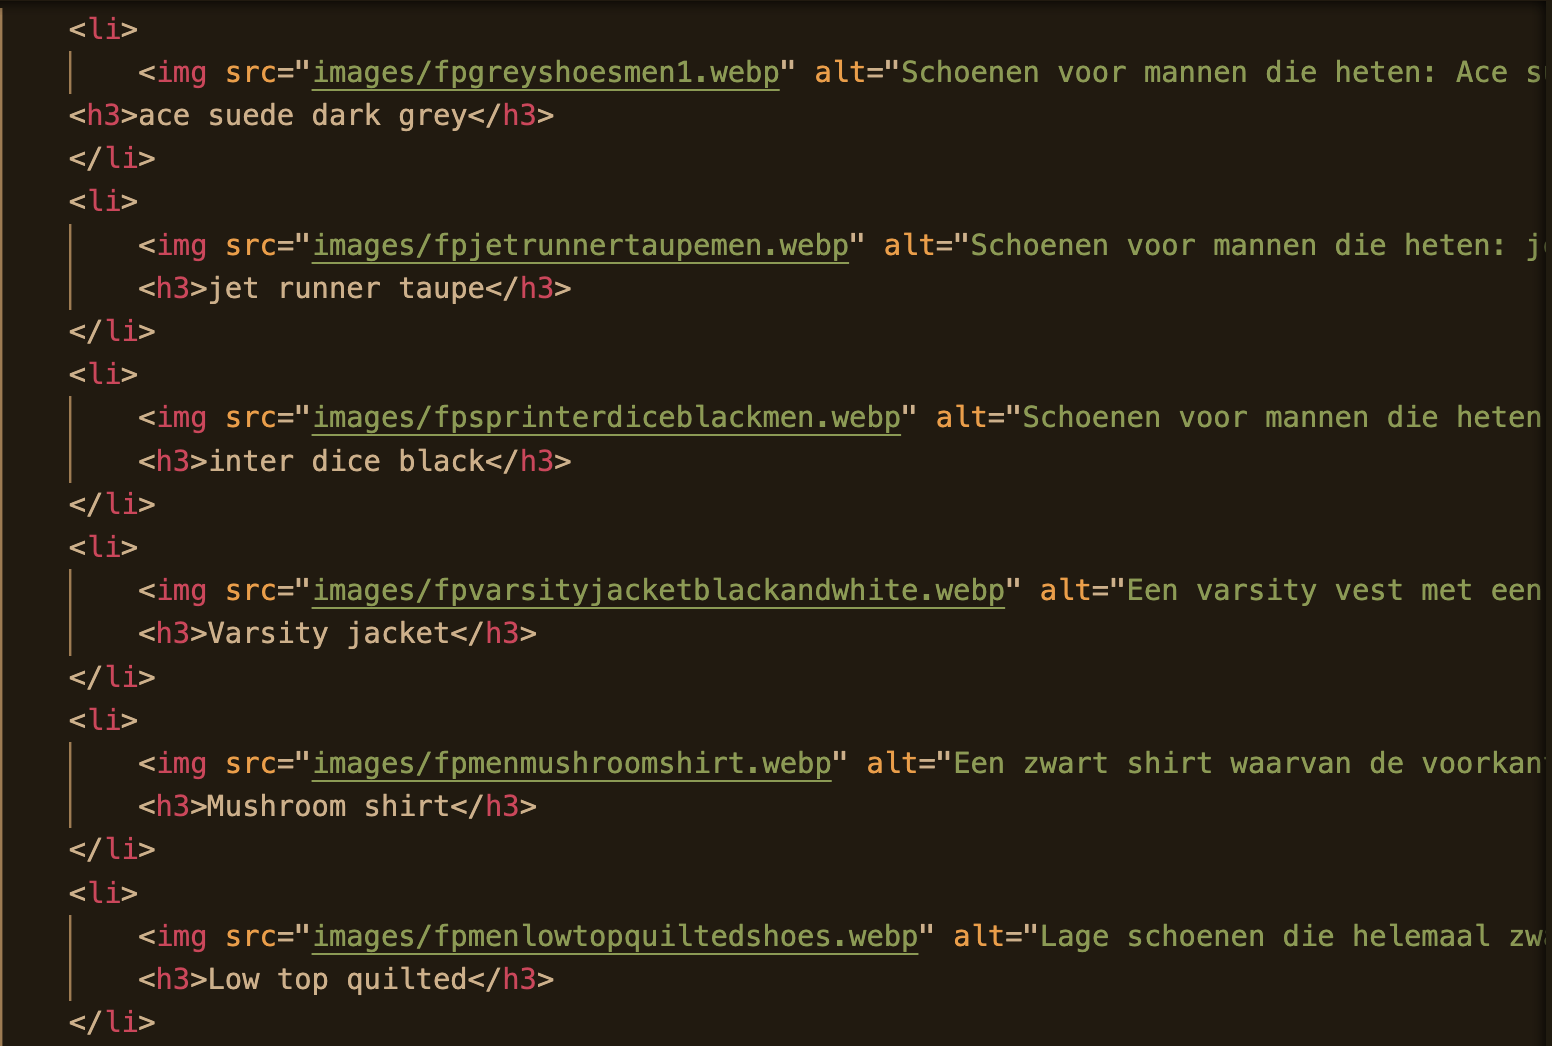 <li>
<img src="images/fpgreyshoesmen1.webp" alt="Schoenen voor mannen die heten: Ace
<h3>ace suede dark grey</h3>
</li>
<li>
<img src="images/fpjetrunnertaupemen.webp" alt="Schoenen voor mannen die heten:
<h3>jet runner taupe</h3>
</li>
<li>
<img src="images/fpsprinterdiceblackmen.webp" alt="Schoenen voor mannen die heten
<h3>inter dice black</h3>
</li>
<li>
<img src="images/fpvarsityjacketblackandwhite.webp" alt="Een varsity vest met een
<h3>Varsity jacket</h3>
</li>
<li>
<img src="images/fpmenmushroomshirt.webp" alt="Een zwart shirt waarvan de
<h3>Mushroom shirt</h3>
</li>
<li>
<img src="images/fpmenlowtopquiltedshoes.webp" alt="Lage schoenen die helemaal
<h3>Low top quilted</h3>
</li>